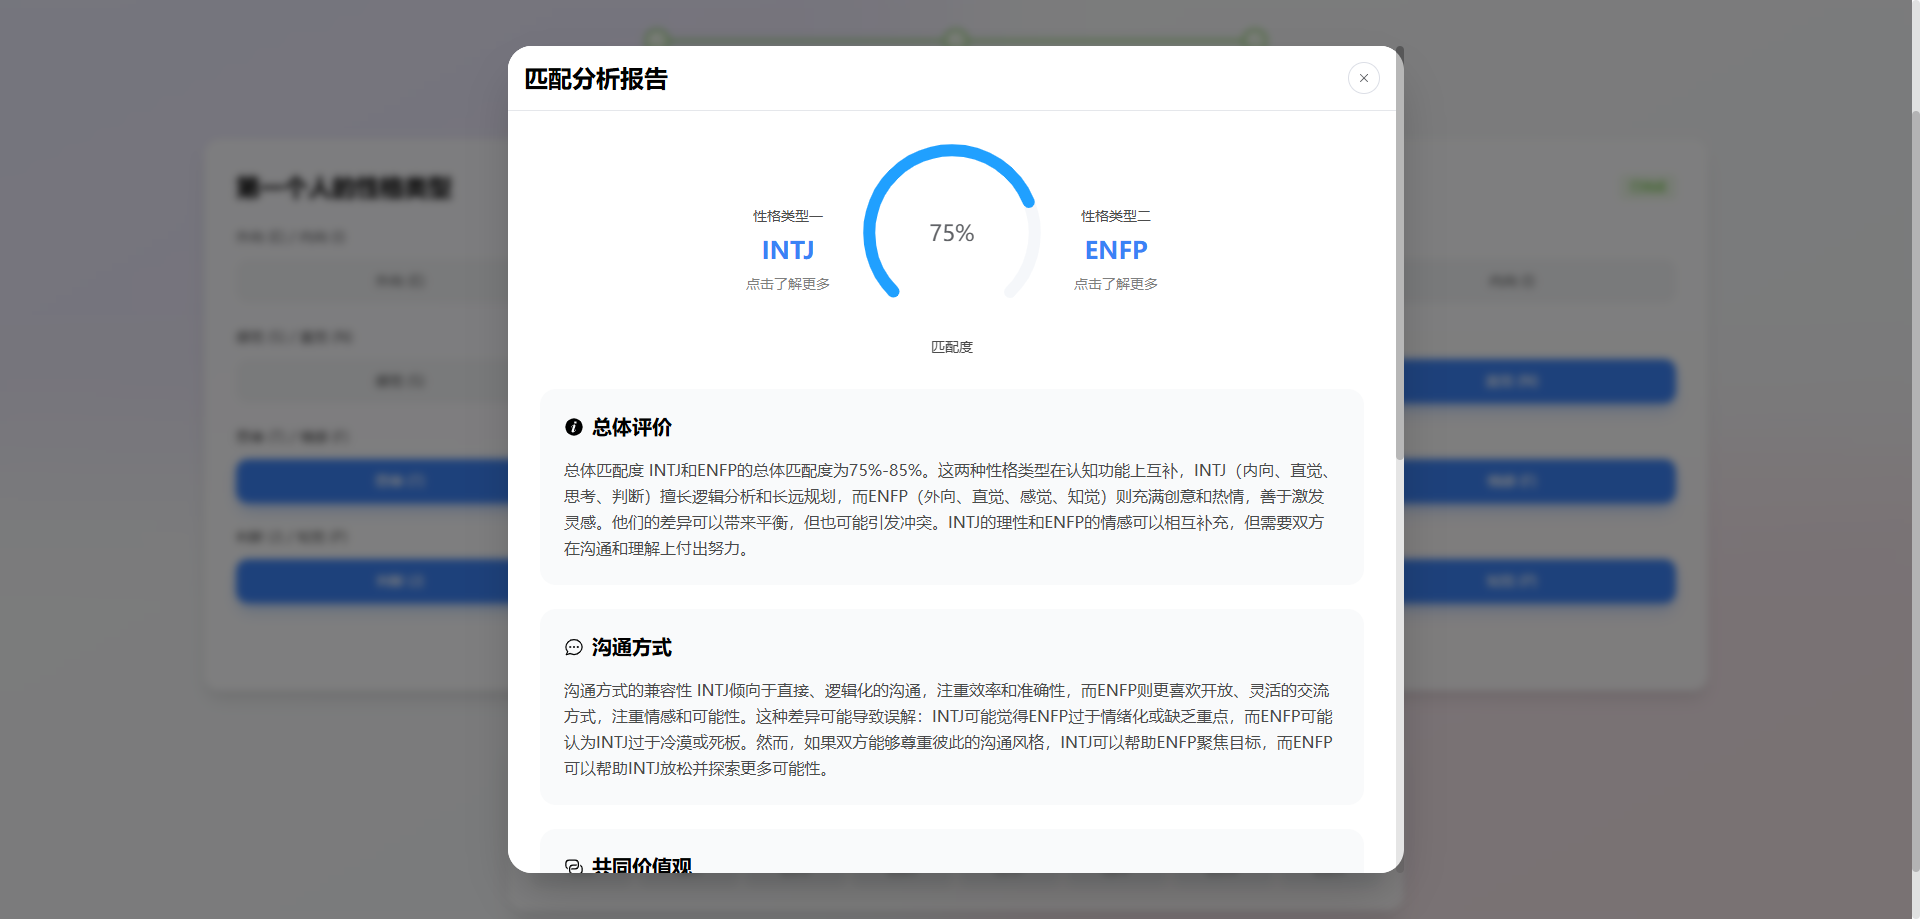 匹配分析报告
第一个人的性格类型
性格类型一
INTJ
点击了解更多
75%
性格类型二
ENFP
点击了解更多
匹配度
总体评价
总体匹配度 INTJ和ENFP的总体匹配度为75%-85%。这两种性格类型在认知功能上互补，INTJ（内向、直觉、
思考、判断）擅长逻辑分析和长远规划，而ENFP（外向、直觉、感觉、知觉）则充满创意和热情，善于激发
灵感。他们的差异可以带来平衡，但也可能引发冲突。INTJ的理性和ENFP的情感可以相互补充，但需要双方
在沟通和理解上付出努力。
沟通方式
沟通方式的兼容性 INTJ倾向于直接、逻辑化的沟通，注重效率和准确性，而ENFP则更喜欢开放、灵活的交流
方式，注重情感和可能性。这种差异可能导致误解：INTJ可能觉得ENFP过于情绪化或缺乏重点，而ENFP可能
认为INTJ过于冷漠或死板。然而，如果双方能够尊重彼此的沟通风格，INTJ可以帮助ENFP聚焦目标，而ENFP
可以帮助INTJ放松并探索更多可能性。
共同价值观